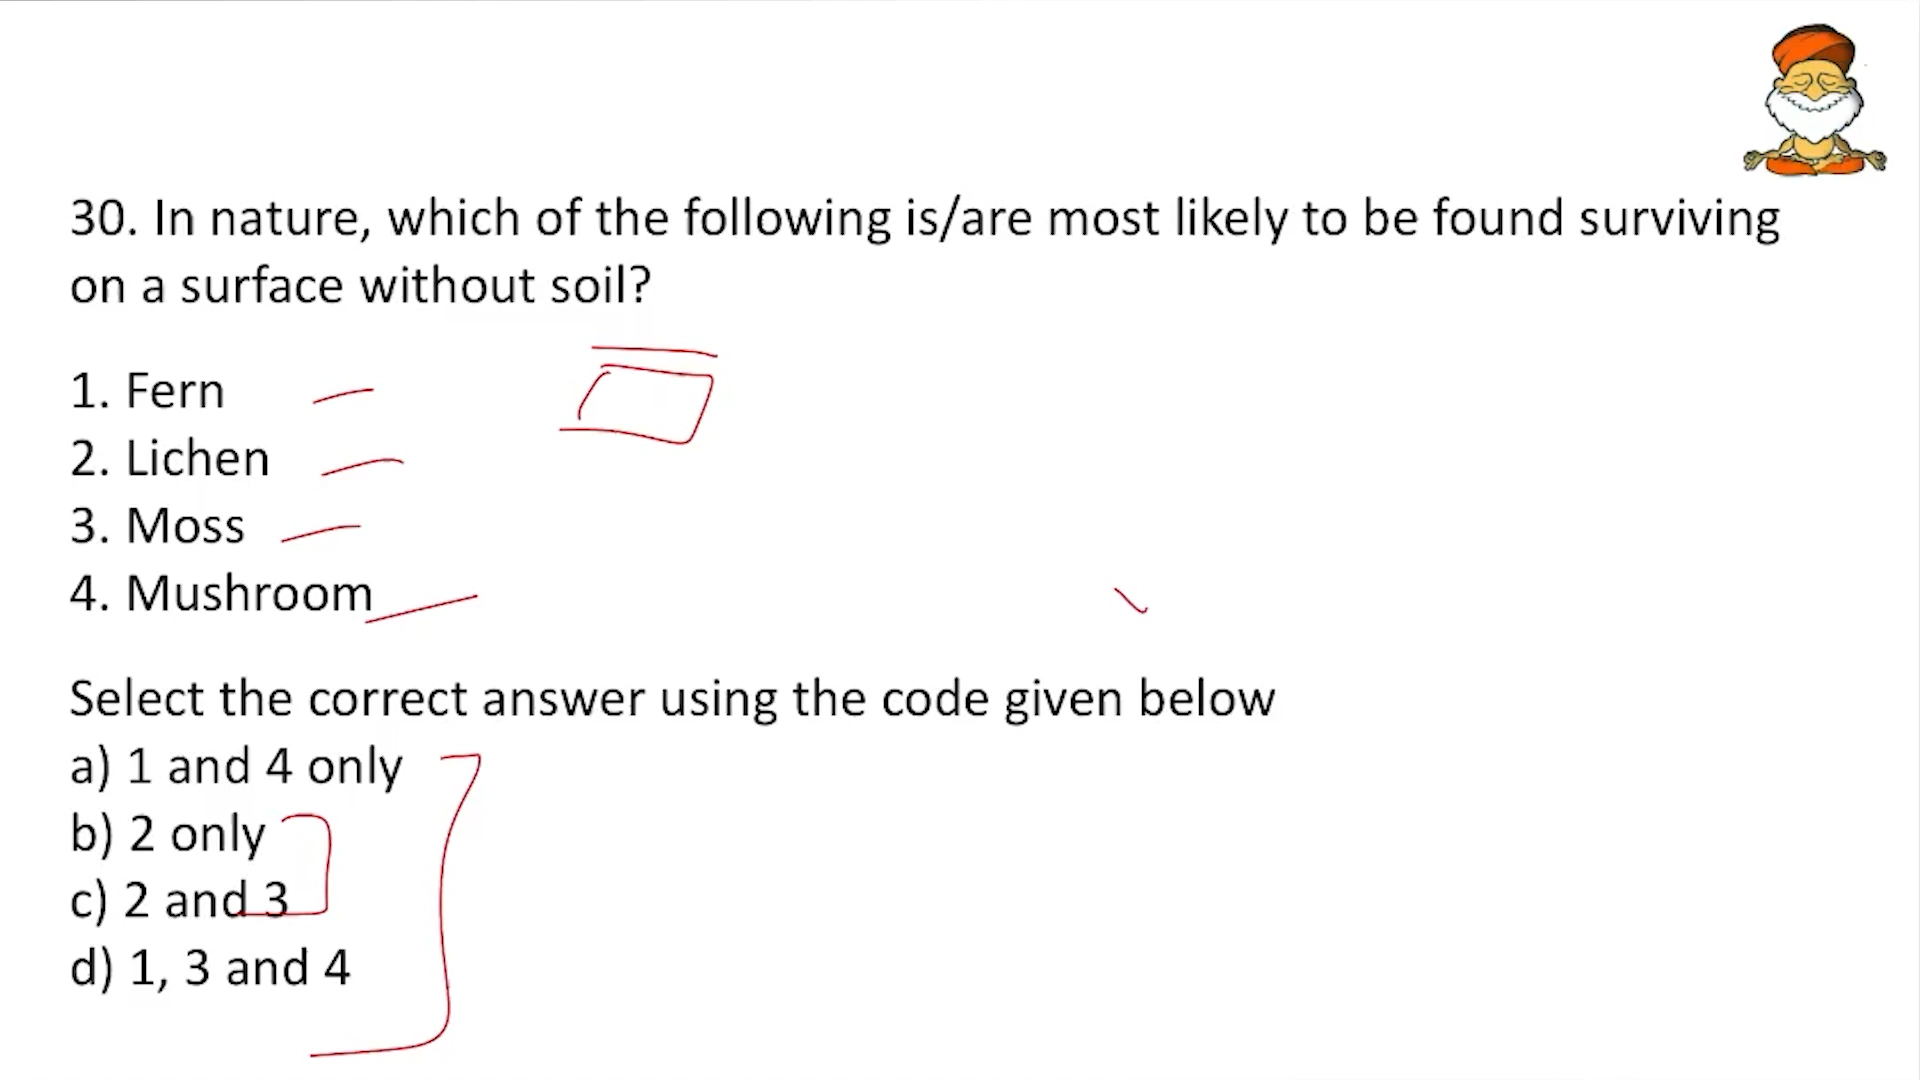 30. In nature, which of the following is/are most likely to be found surviving
on a surface without soil?
1. Fern
2. Lichen
3. Moss
4. Mushroom
Select the correct answer using the code given below
a) 1 and 4 only
b) 2 only
c) 2 and 3
d) 1, 3 and 4